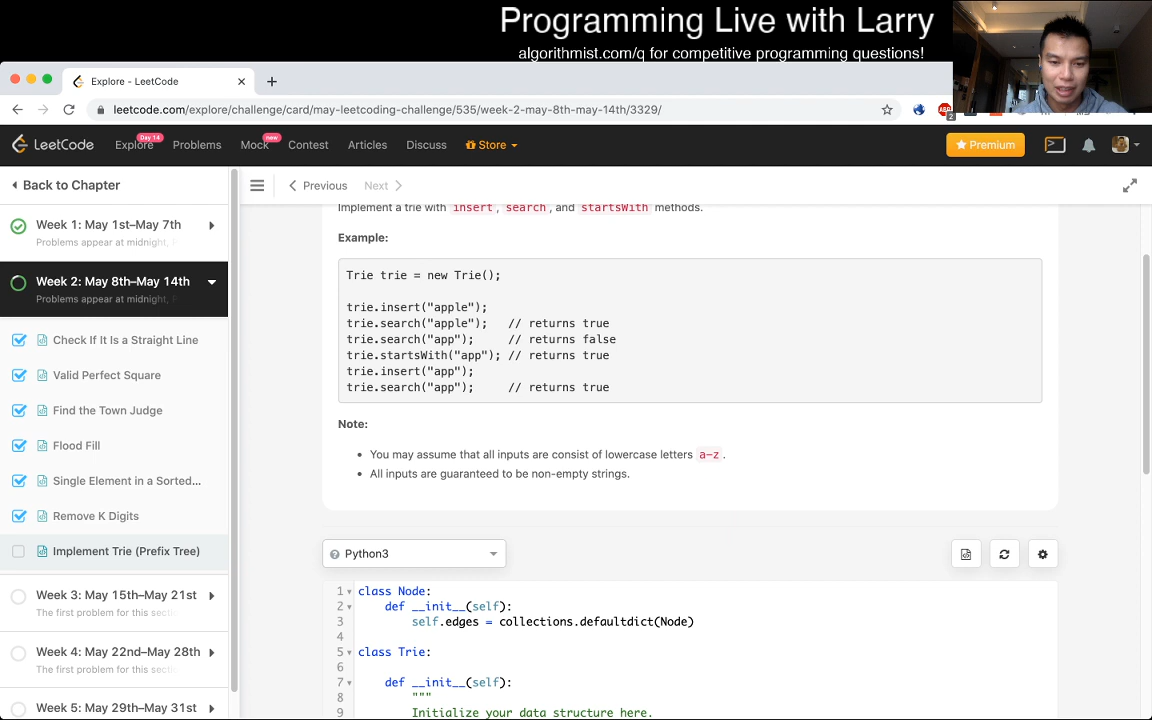 Programming Live with Larry
algorithmist.com/q for competitive programming questions!
Explore - LeetCode
leetcode.com/explore/challenge/card/may-leetcoding-challenge/535/week-2-may-8th-may-14th/3329/
2
LeetCode
Explore
Day 14
Problems
Mock
new
Contest
Articles
Discuss
Store
Premium
Back to Chapter
Previous
Next
Week 1: May 1st–May 7th
Problems appear at midnight,
Week 2: May 8th–May 14th
Problems appear at midnight,
Check If It Is a Straight Line
Valid Perfect Square
Find the Town Judge
Flood Fill
Single Element in a Sorted...
Remove K Digits
Implement Trie (Prefix Tree)
Week 3: May 15th–May 21st
The first problem for this
Week 4: May 22nd–May 28th
The first problem for this
Week 5: May 29th–May 31st
Implement a trie with insert, search, and startsWith methods.
Example:
Trie trie = new Trie();
trie.insert("apple");
trie.search("apple");   // returns true
trie.search("app");     // returns false
trie.startsWith("app"); // returns true
trie.insert("app");
trie.search("app");     // returns true
Note:
You may assume that all inputs are consist of lowercase letters a-z.
All inputs are guaranteed to be non-empty strings.
Python3
1 class Node:
2     def __init__(self):
3         self.edges = collections.defaultdict(Node)
4
5 class Trie:
6
7     def __init__(self):
8         """
9         Initialize your data structure here.